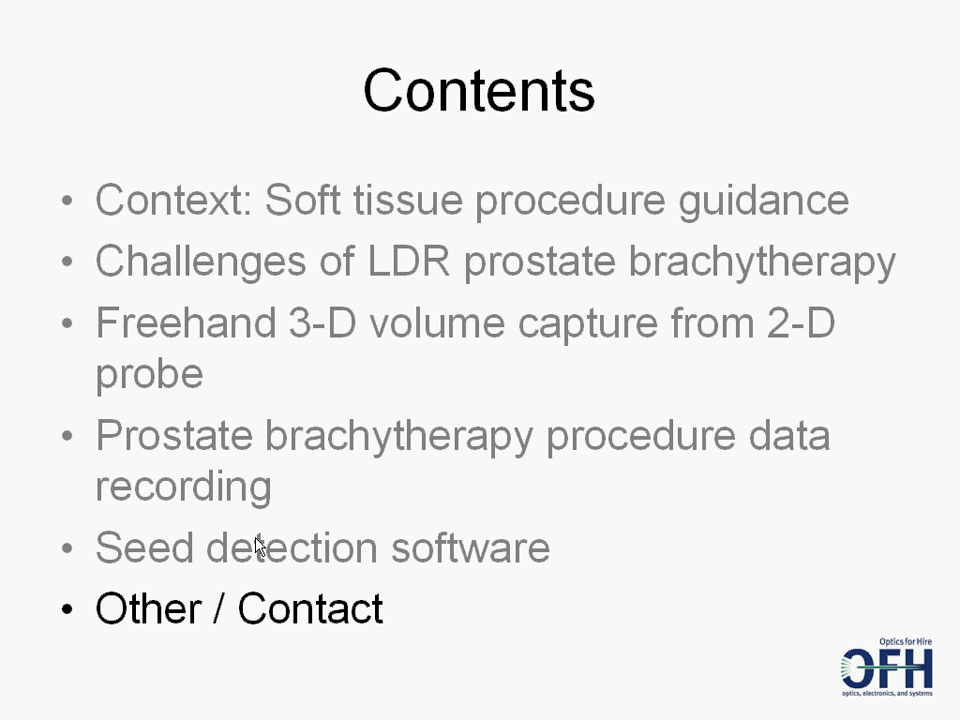 Contents
• Context: Soft tissue procedure guidance
• Challenges of LDR prostate brachytherapy
• Freehand 3-D volume capture from 2-D
probe
• Prostate brachytherapy procedure data
recording
• Seed detection software
• Other / Contact
Optics for Hire
OFH
optics, electronics, and systems